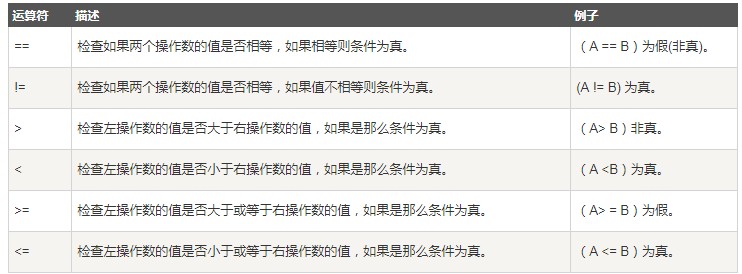 运算符 描述 例子
== 检查如果两个操作数的值是否相等，如果相等则条件为真。 （A == B）为假(非真)。
!= 检查如果两个操作数的值是否相等，如果值不相等则条件为真。 (A != B) 为真。
> 检查左操作数的值是否大于右操作数的值，如果是那么条件为真。 （A> B）非真。
< 检查左操作数的值是否小于右操作数的值，如果是那么条件为真。 （A <B）为真。
>= 检查左操作数的值是否大于或等于右操作数的值，如果是那么条件为真。 （A> = B）为假。
<= 检查左操作数的值是否小于或等于右操作数的值，如果是那么条件为真。 （A <= B）为真。